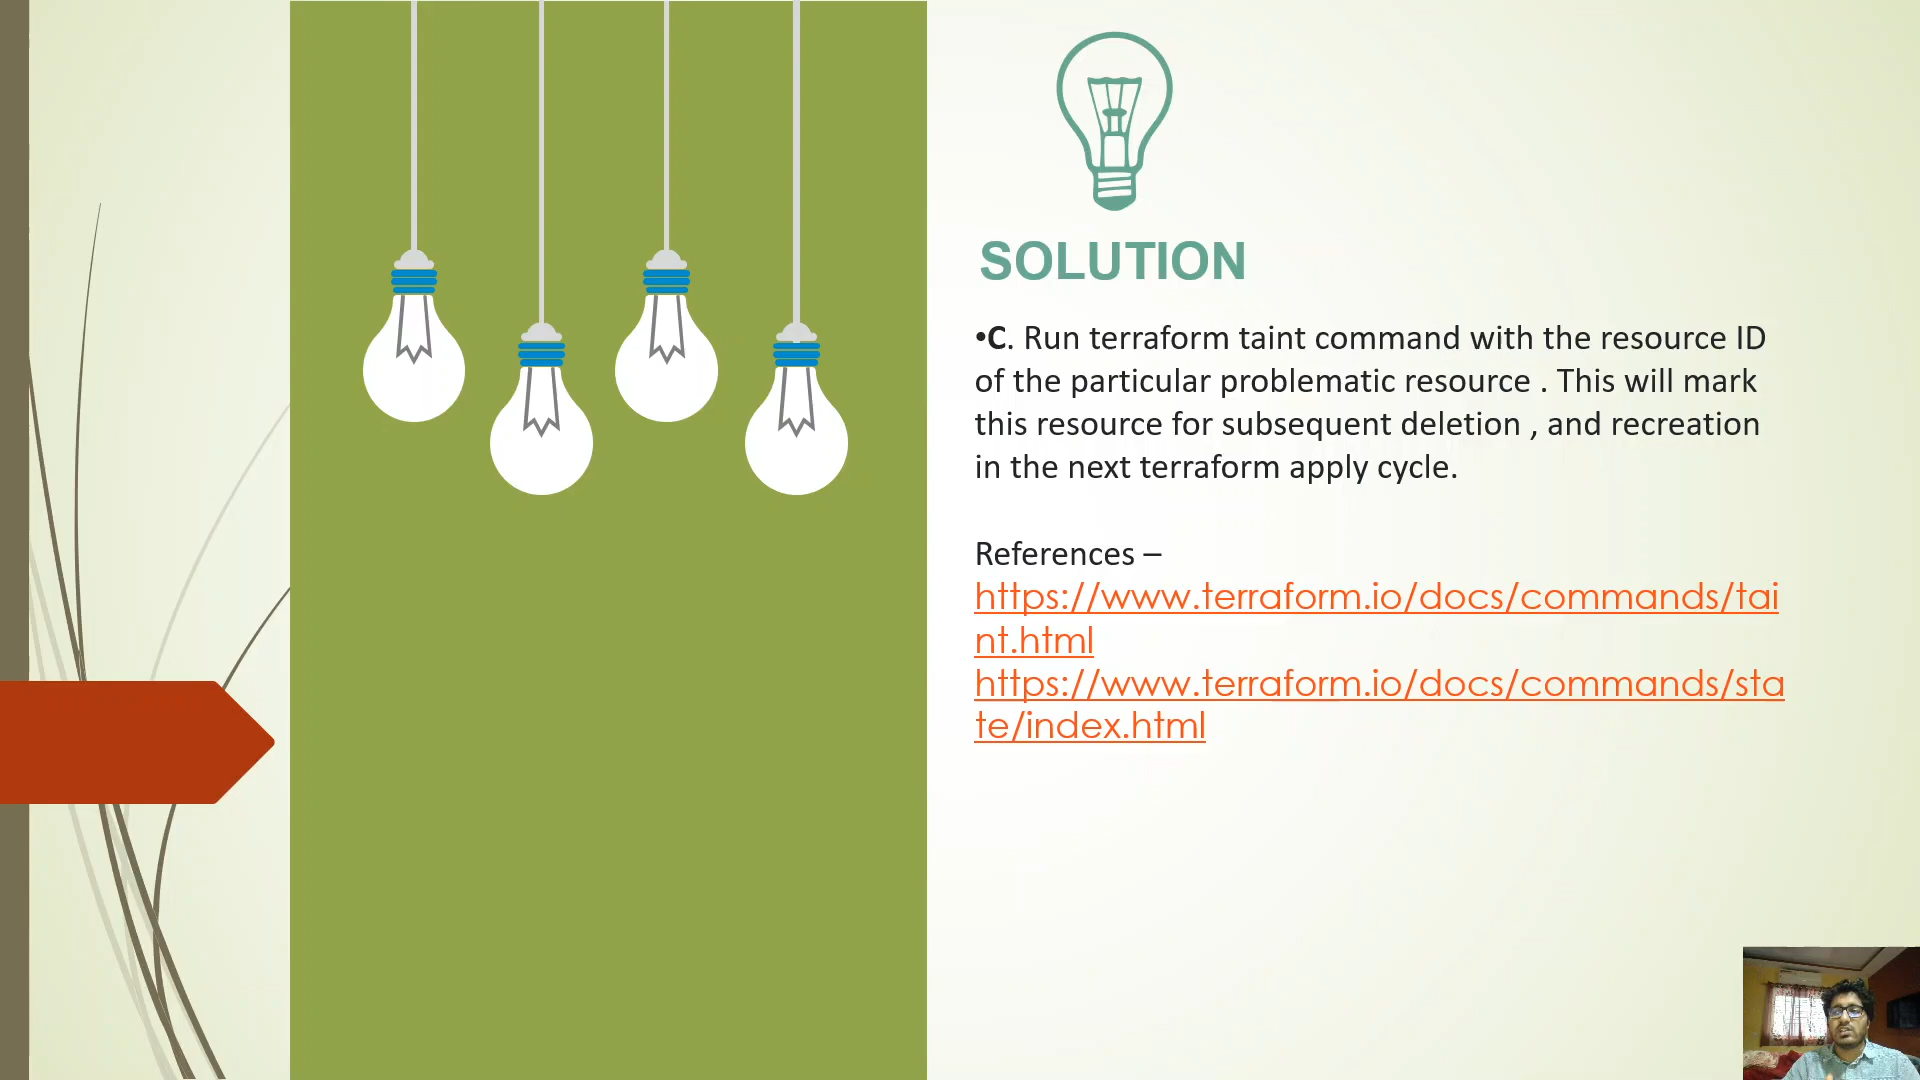 SOLUTION
•C. Run terraform taint command with the resource ID
of the particular problematic resource . This will mark
this resource for subsequent deletion , and recreation
in the next terraform apply cycle.
References –
https://www.terraform.io/docs/commands/tai
nt.html
https://www.terraform.io/docs/commands/sta
te/index.html